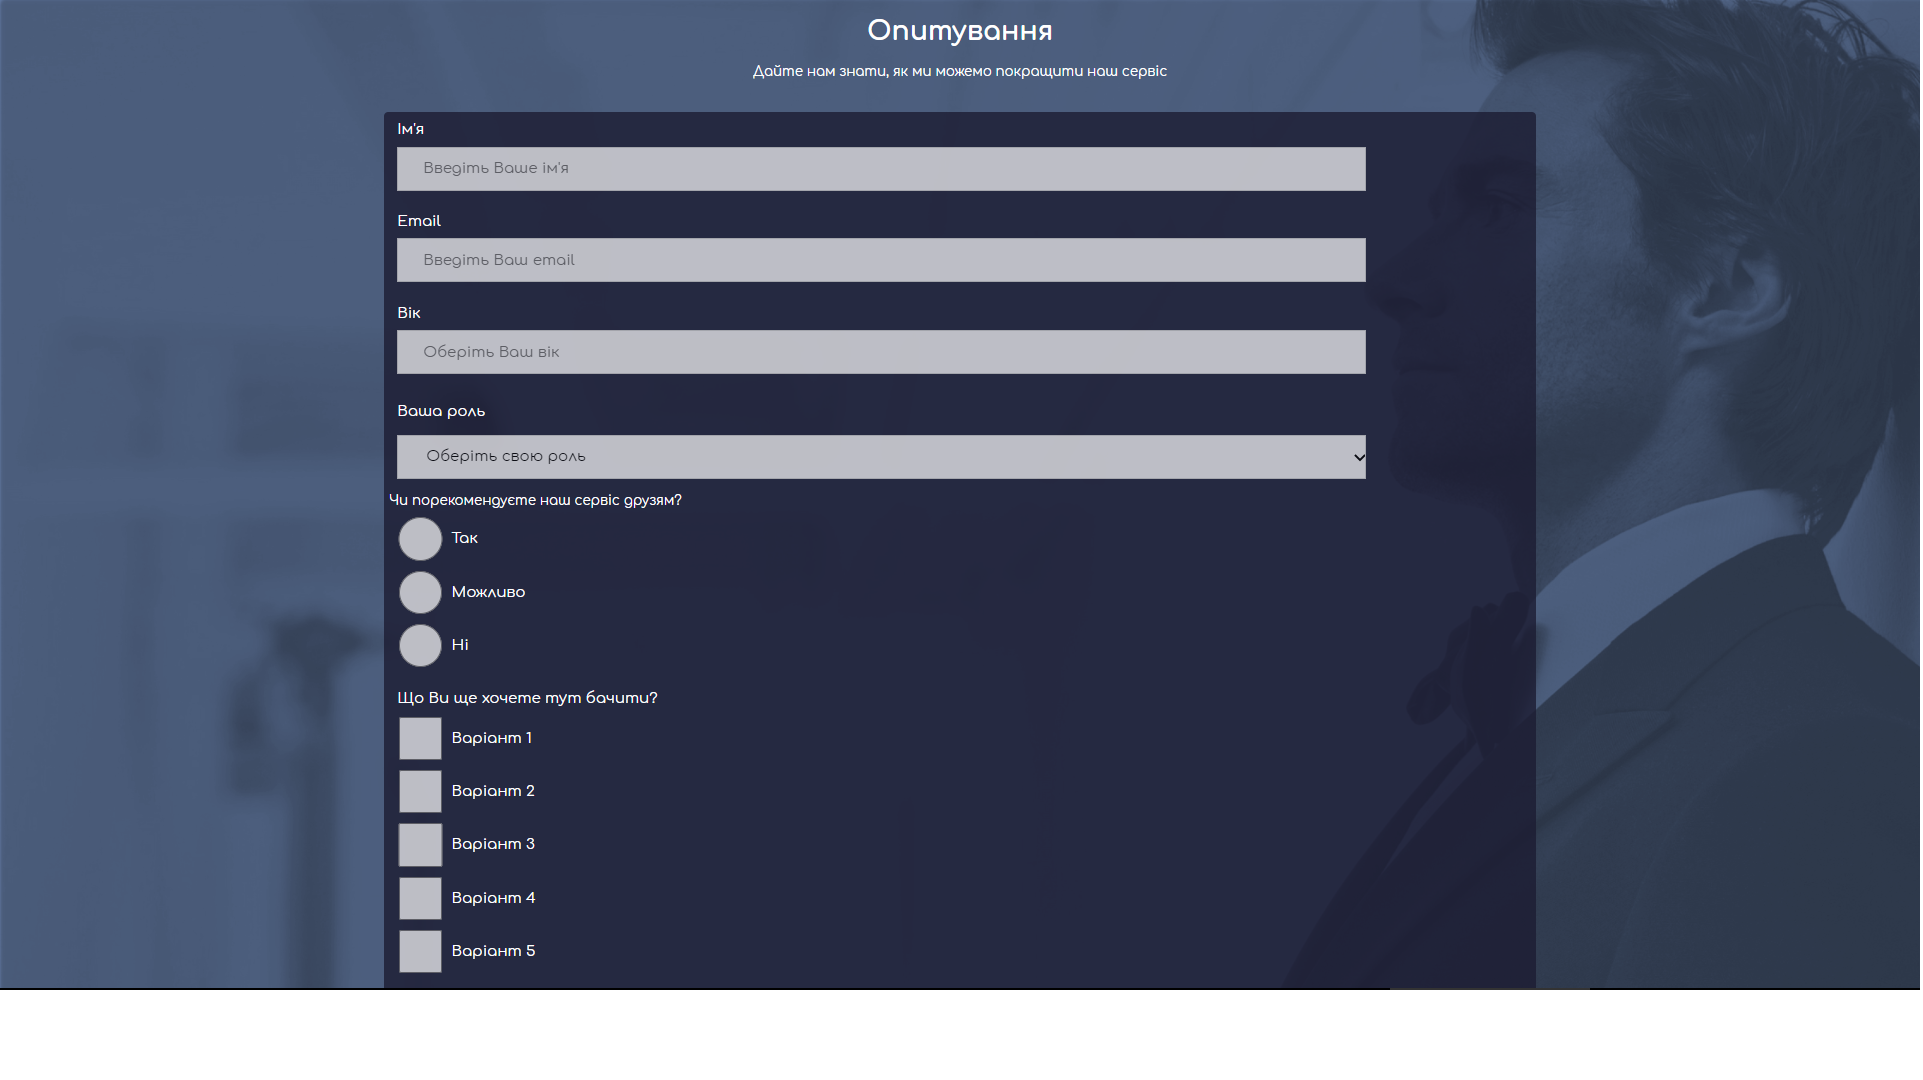 Опитування
Дайте нам знати, як ми можемо покращити наш сервіс
Ім'я
Введіть Ваше ім'я
Email
Введіть Ваш email
Вік
Оберіть Ваш вік
Ваша роль
Оберіть свою роль
Чи порекомендуєте наш сервіс друзям?
Так
Можливо
Ні
Що Ви ще хочете тут бачити?
Варіант 1
Варіант 2
Варіант 3
Варіант 4
Варіант 5